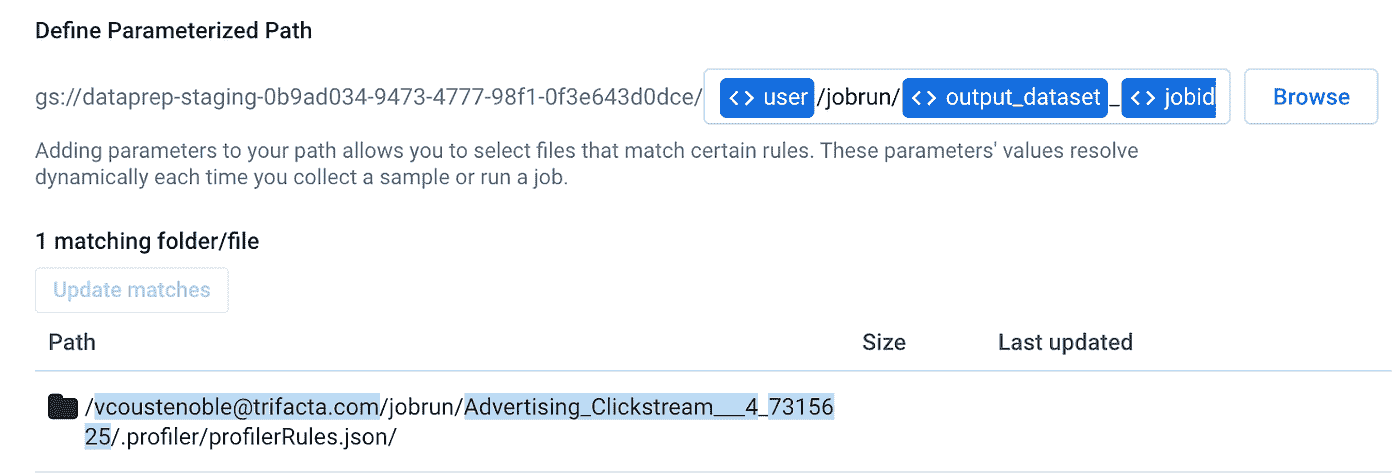 Define Parameterized Path
gs://dataprep-staging-0b9ad034-9473-4777-98f1-0f3e643d0dce/ <> user /jobrun/ <> output_dataset _ <> jobid Browse
Adding parameters to your path allows you to select files that match certain rules. These parameters' values resolve
dynamically each time you collect a sample or run a job.
1 matching folder/file
Update matches
Path Size Last updated
/vcoustenoble@trifacta.com/jobrun/Advertising_Clickstream___4_73156
25/.profiler/profilerRules.json/